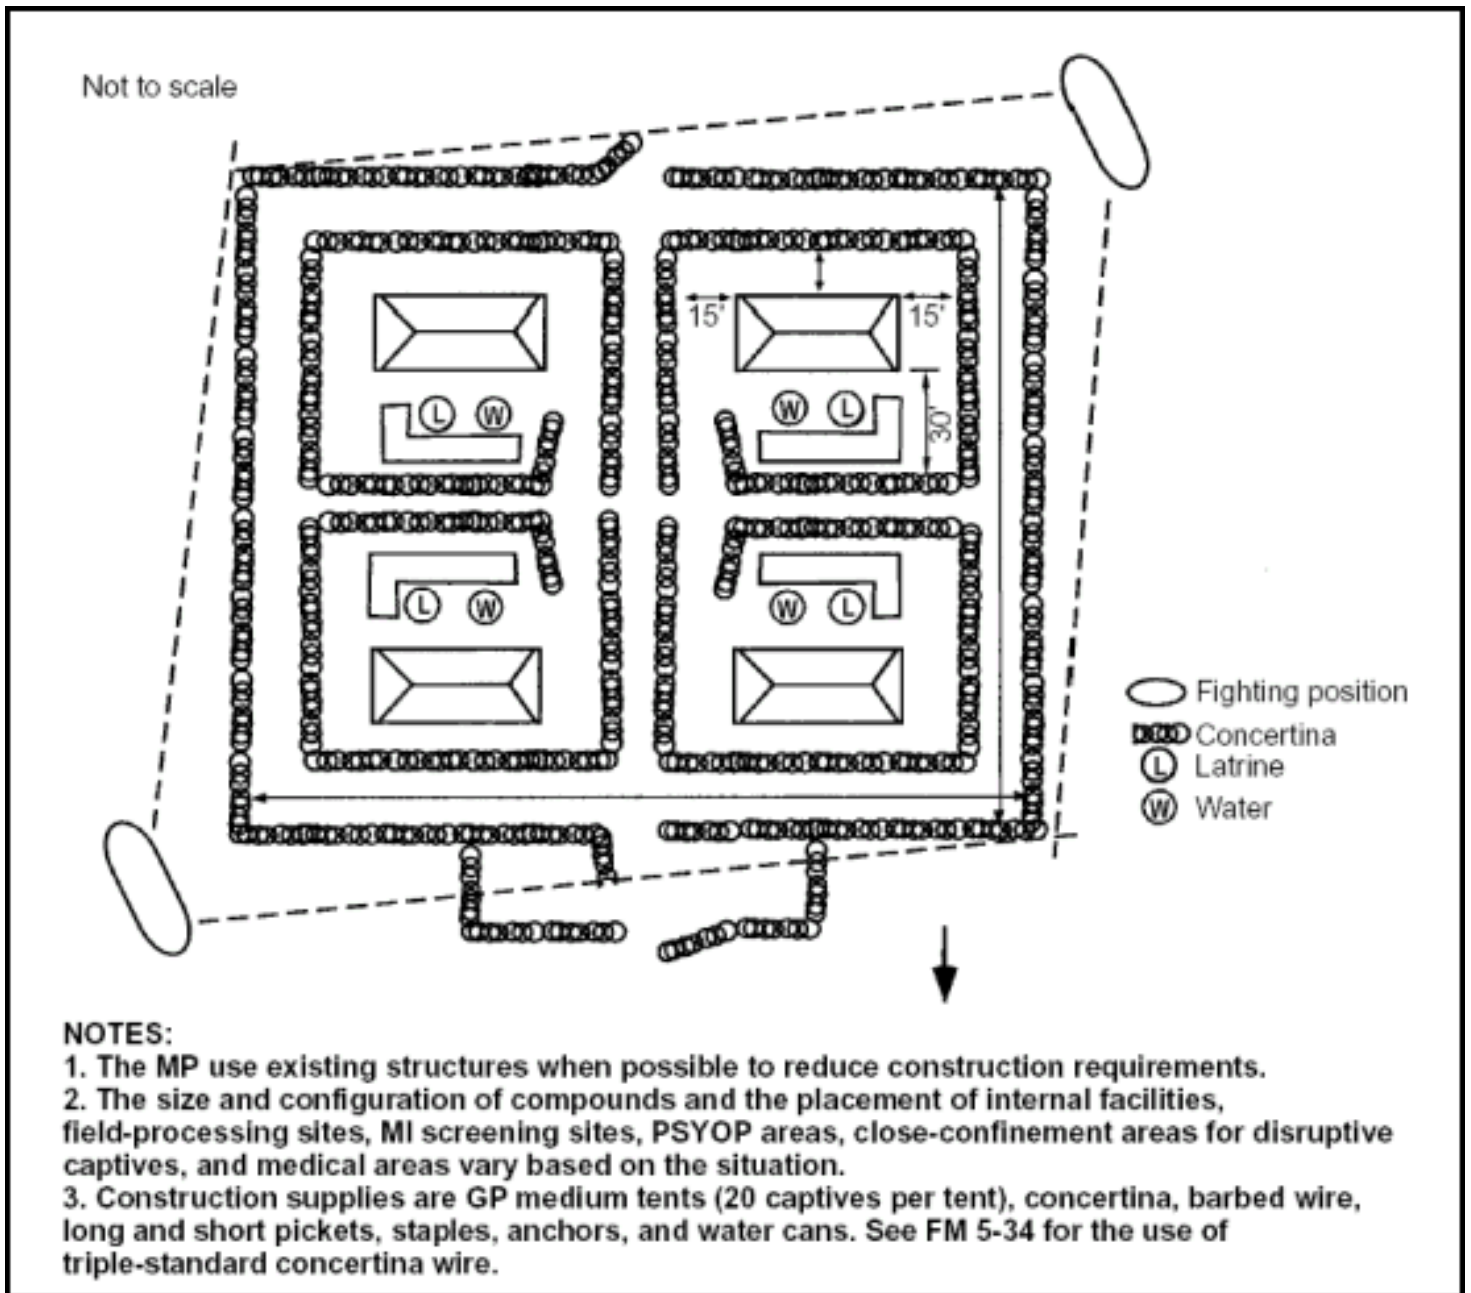 Not to scale
15'
15'
L
W
W
L
30'
L
W
W
L
Fighting position
Concertina
L Latrine
W Water
NOTES:
1. The MP use existing structures when possible to reduce construction requirements.
2. The size and configuration of compounds and the placement of internal facilities,
field-processing sites, MI screening sites, PSYOP areas, close-confinement areas for disruptive
captives, and medical areas vary based on the situation.
3. Construction supplies are GP medium tents (20 captives per tent), concertina, barbed wire,
long and short pickets, staples, anchors, and water cans. See FM 5-34 for the use of
triple-standard concertina wire.